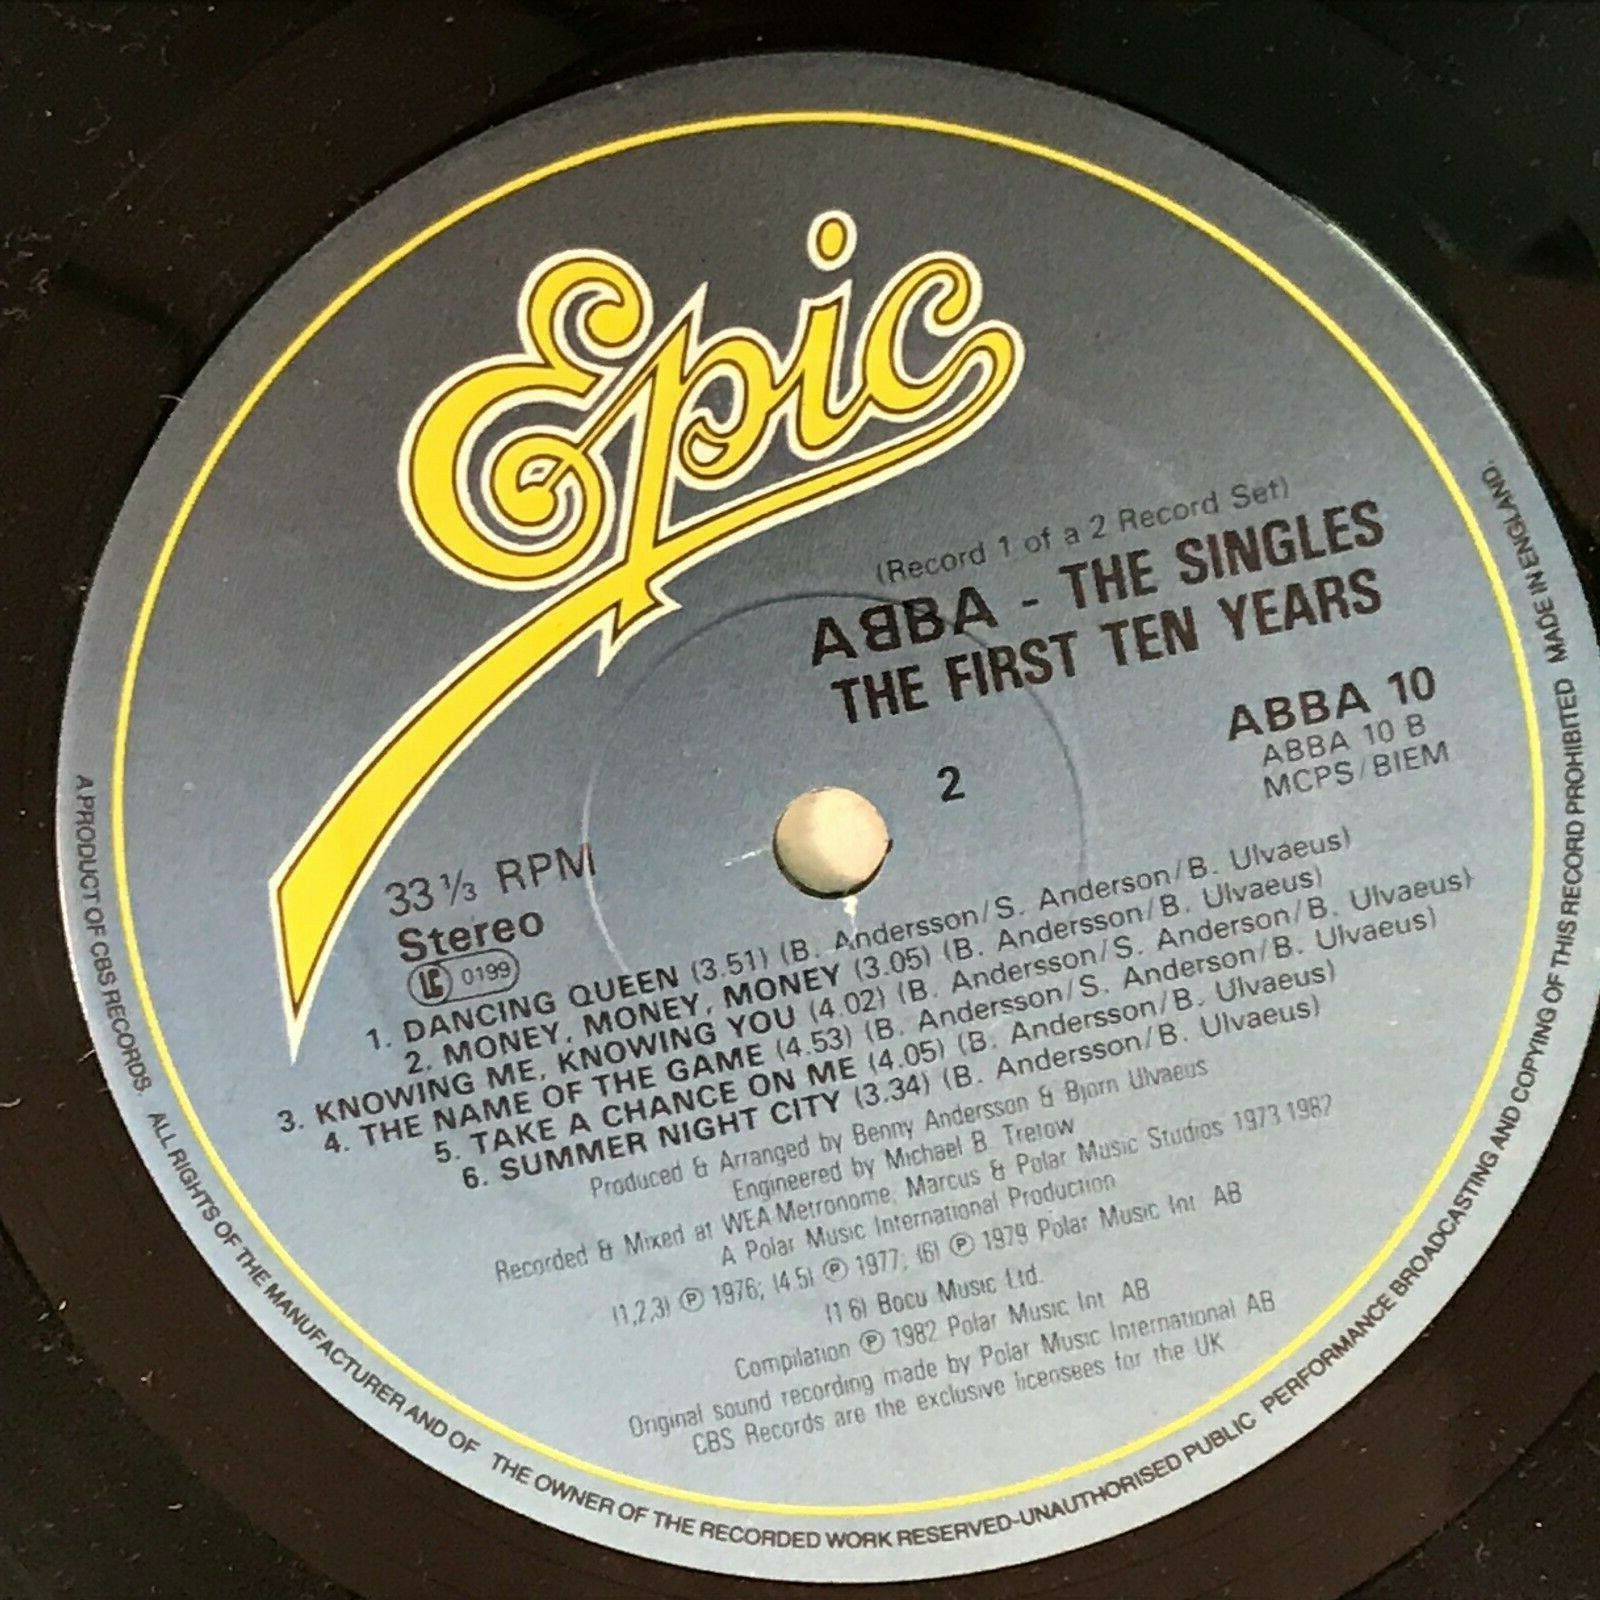 Epic
(Record 1 of a 2 Record Set)
ABBA - THE SINGLES
THE FIRST TEN YEARS
ABBA 10
ABBA 10 B
MCPS/BIEM
2
33 1/3 RPM
Stereo
LC 0199
1. DANCING QUEEN (3.51) (B. Andersson/S. Anderson/B. Ulvaeus)
2. MONEY, MONEY, MONEY (3.05) (B. Andersson/B. Ulvaeus)
3. KNOWING ME, KNOWING YOU (4.02) (B. Andersson/S. Anderson/B. Ulvaeus)
4. THE NAME OF THE GAME (4.53) (B. Andersson/S. Anderson/B. Ulvaeus)
5. TAKE A CHANCE ON ME (4.05) (B. Andersson/B. Ulvaeus)
6. SUMMER NIGHT CITY (3.34) (B. Andersson/B. Ulvaeus)
Produced & Arranged by Benny Andersson & Bjorn Ulvaeus
Engineered by Michael B. Tretow
Recorded & Mixed at WEA-Metronome, Marcus & Polar Music Studios 1973-1982
A Polar Music International Production
(1,2,3) ℗ 1976; (4-5) ℗ 1977; (6) ℗ 1979 Polar Music Int. AB
(1-6) Bocu Music Ltd.
Compilation ℗ 1982 Polar Music Int. AB
Original sound recording made by Polar Music International AB
CBS Records are the exclusive licensees for the UK
A PRODUCT OF CBS RECORDS. ALL RIGHTS OF THE MANUFACTURER AND OF THE OWNER OF THE RECORDED WORK RESERVED-UNAUTHORISED PUBLIC PERFORMANCE BROADCASTING AND COPYING OF THIS RECORD PROHIBITED MADE IN ENGLAND.